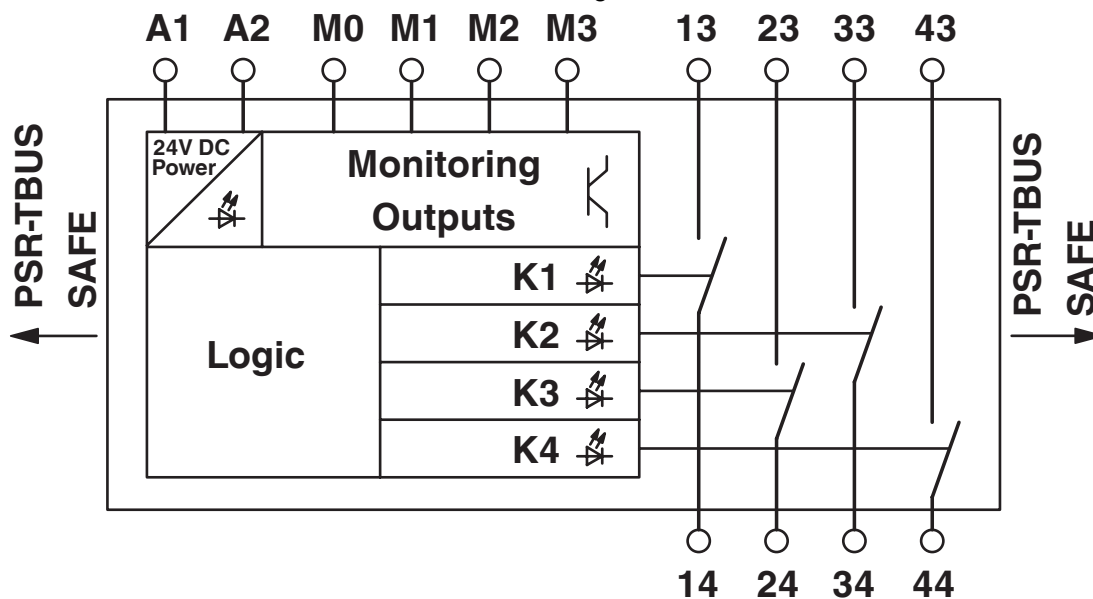 A1 A2 M0 M1 M2 M3 13 23 33 43
PSR-TBUS
SAFE
24V DC
Power
Monitoring
Outputs
K1
K2
K3
K4
Logic
PSR-TBUS
SAFE
14 24 34 44